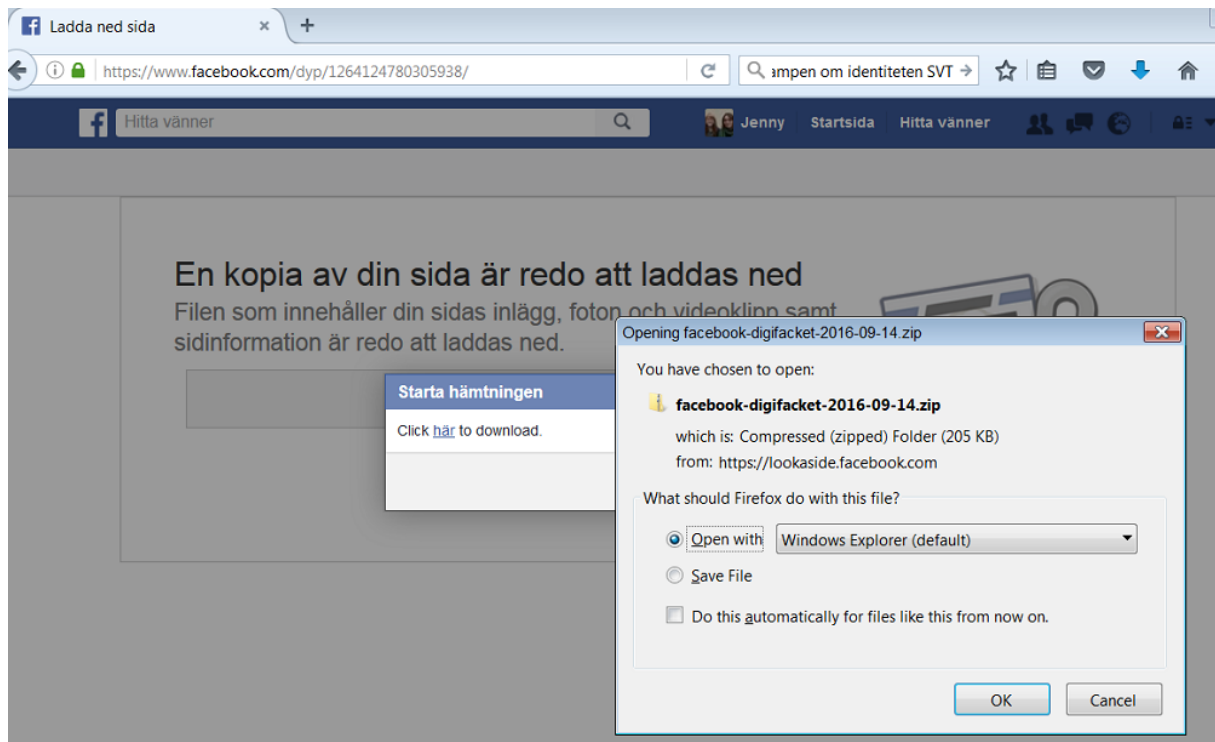 Ladda ned sida
https://www.facebook.com/dyp/1264124780305938/
ampen om identiteten SVT
Hitta vänner
Jenny Startsida Hitta vänner
En kopia av din sida är redo att laddas ned
Filen som innehåller din sidas inlägg, foton och videoklipp samt
sidinformation är redo att laddas ned.
Starta hämtningen
Click här to download.
Opening facebook-digifacket-2016-09-14.zip
You have chosen to open:
facebook-digifacket-2016-09-14.zip
which is: Compressed (zipped) Folder (205 KB)
from: https://lookaside.facebook.com
What should Firefox do with this file?
Open with Windows Explorer (default)
Save File
Do this automatically for files like this from now on.
OK Cancel